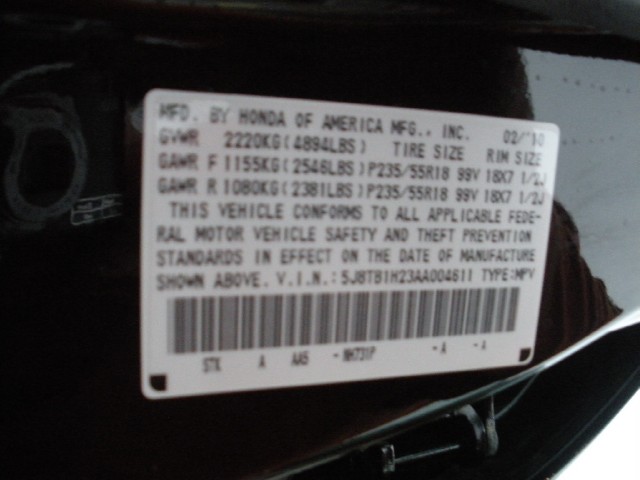 MFD. BY HONDA OF AMERICA MFG., INC. 02/10
GVWR 2220KG(4894LBS) TIRE SIZE RIM SIZE
GAWR F 1155KG(2546LBS)P235/55R18 99V 18X7 1/2J
GAWR R 1080KG(2381LBS)P235/55R18 99V 18X7 1/2J
THIS VEHICLE CONFORMS TO ALL APPLICABLE FEDE-
RAL MOTOR VEHICLE SAFETY AND THEFT PREVENTION
STANDARDS IN EFFECT ON THE DATE OF MANUFACTURE
SHOWN ABOVE. V.I.N.:5J8TB1H23AA004611 TYPE:MPV
STK A AA5 -NH731P -A -A